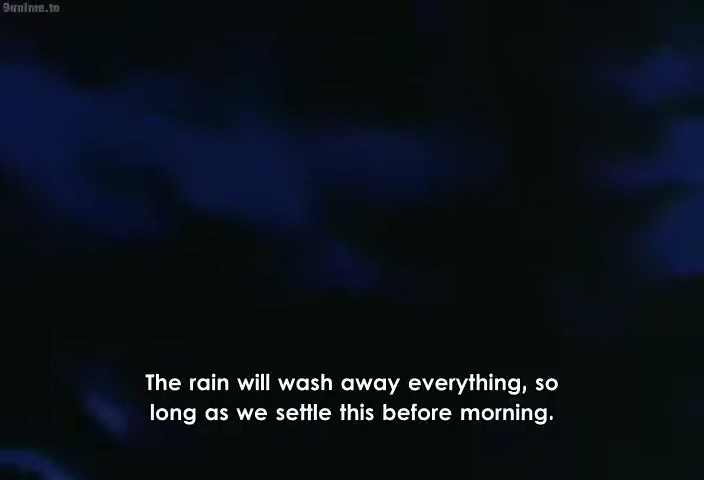 9anime.to
The rain will wash away everything, so
long as we settle this before morning.